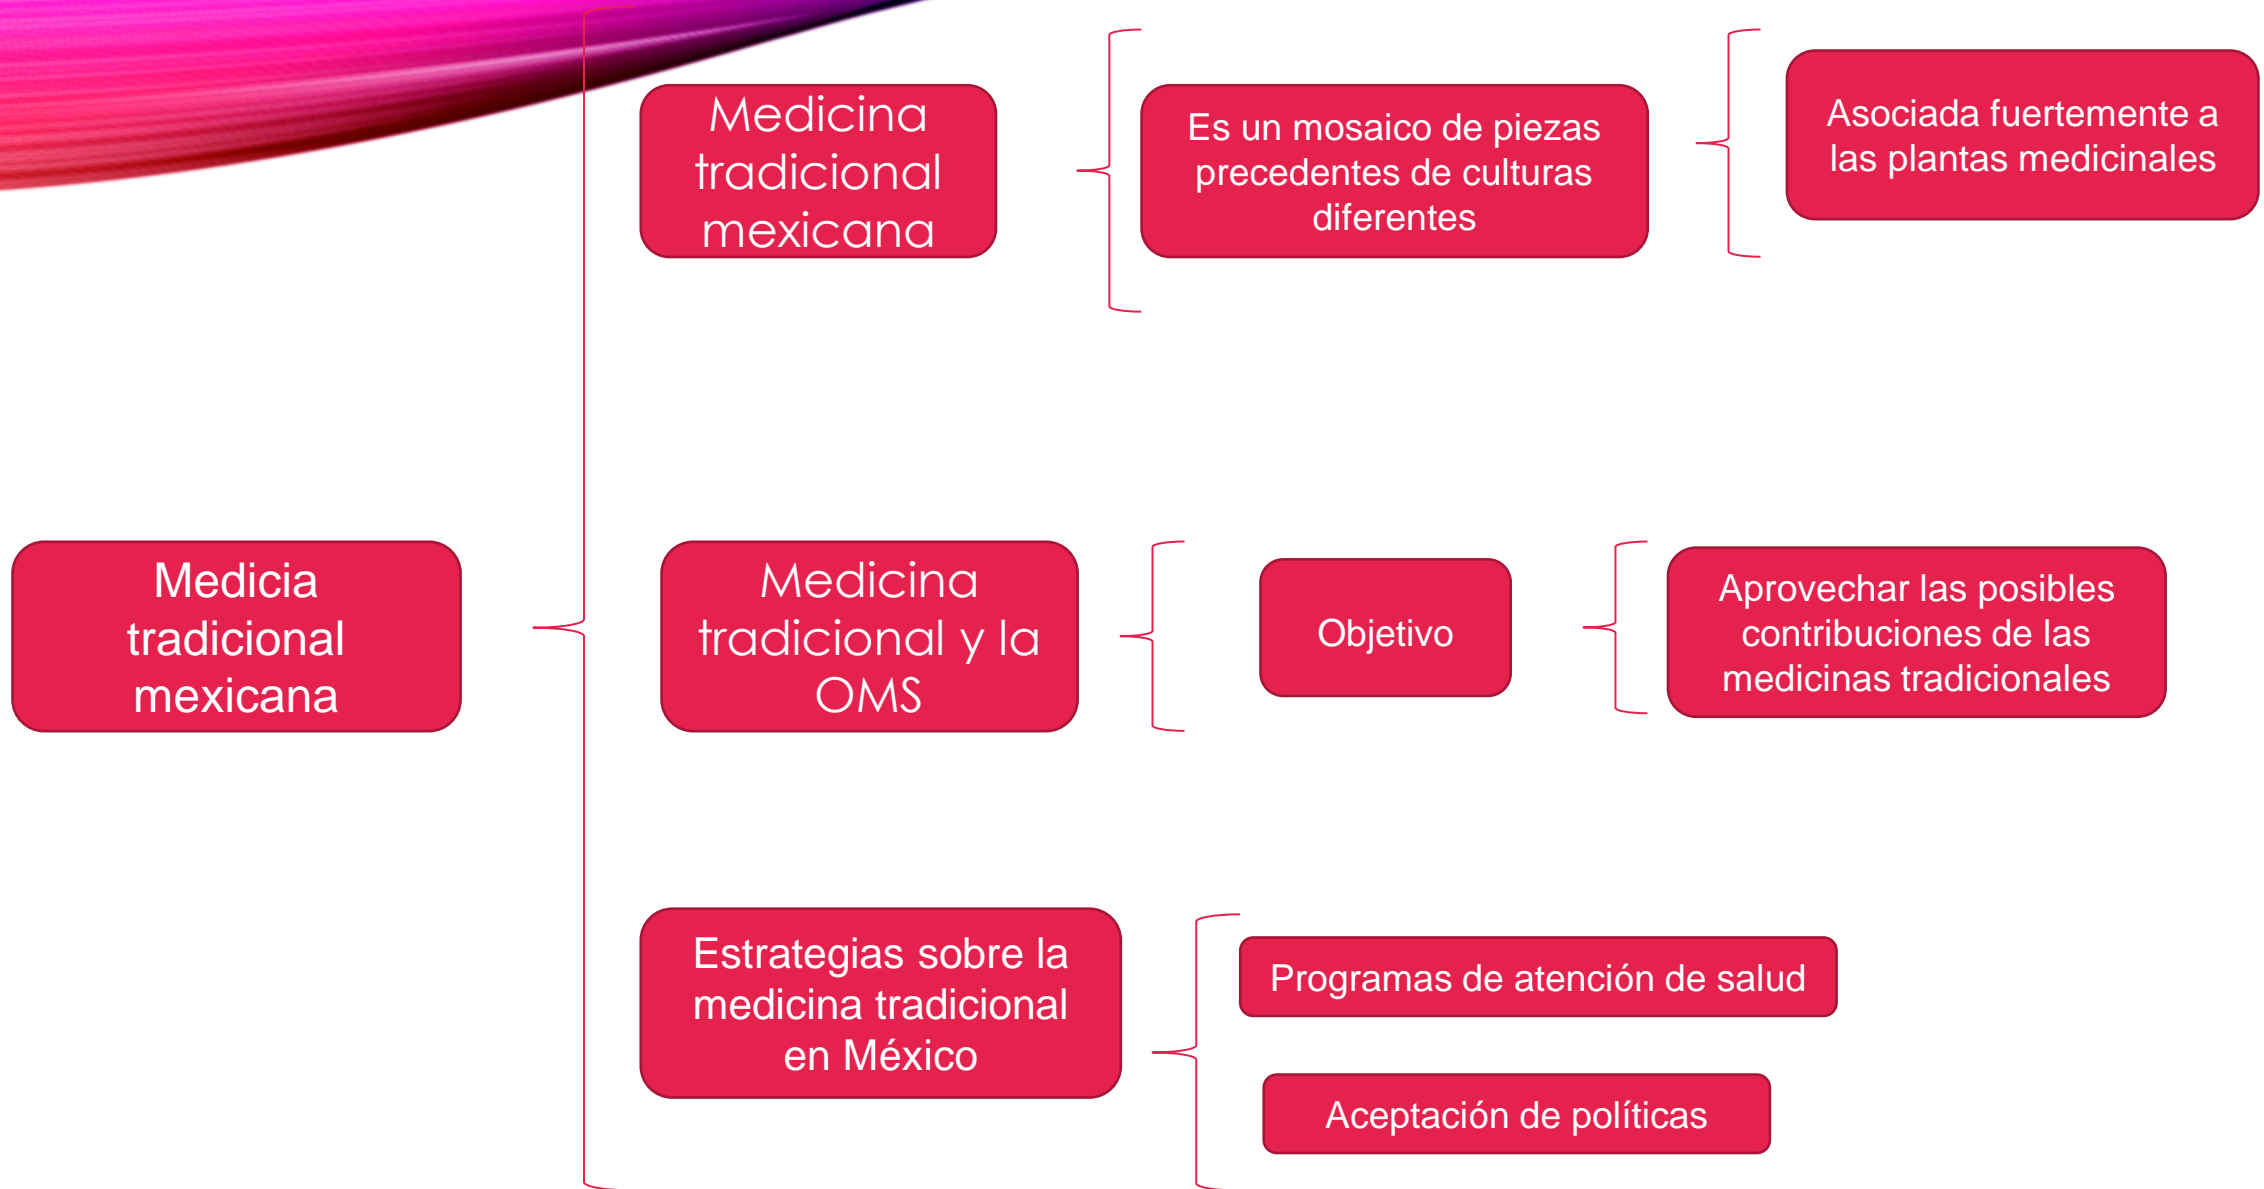 Medicina
tradicional
mexicana
Es un mosaico de piezas
precedentes de culturas
diferentes
Asociada fuertemente a
las plantas medicinales
Medicia
tradicional
mexicana
Medicina
tradicional y la
OMS
Objetivo
Aprovechar las posibles
contribuciones de las
medicinas tradicionales
Estrategias sobre la
medicina tradicional
en México
Programas de atención de salud
Aceptación de políticas